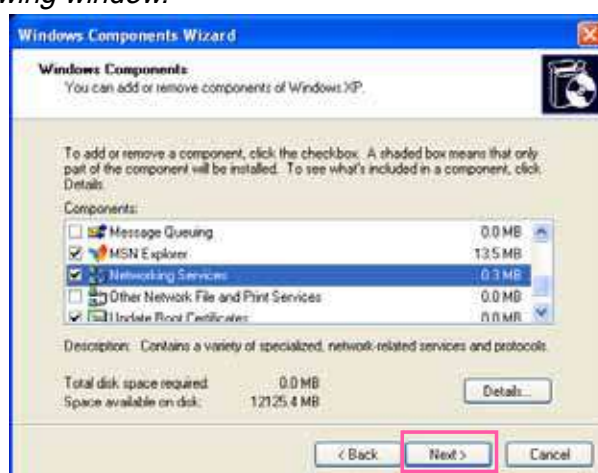 wing window.
Windows Components Wizard
Windows Components
You can add or remove components of Windows XP.
To add or remove a component, click the checkbox. A shaded box means that only
part of the component will be installed. To see what's included in a component, click
Details.
Components:
Message Queuing 0.0 MB
MSN Explorer 13.5 MB
Networking Services 0.3 MB
Other Network File and Print Services 0.0 MB
Update Root Certificates 0.0 MB
Description: Contains a variety of specialized, network-related services and protocols.
Total disk space required: 0.0 MB
Space available on disk: 12125.4 MB
Details...
< Back Next > Cancel